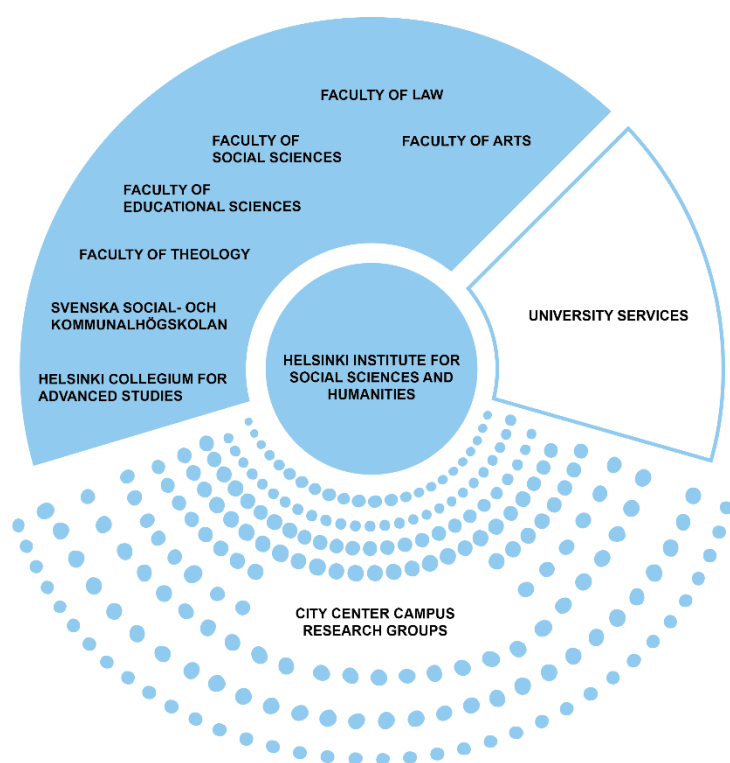 FACULTY OF LAW
FACULTY OF
SOCIAL SCIENCES
FACULTY OF ARTS
FACULTY OF
EDUCATIONAL SCIENCES
FACULTY OF THEOLOGY
SVENSKA SOCIAL- OCH
KOMMUNALHÖGSKOLAN
HELSINKI COLLEGIUM FOR
ADVANCED STUDIES
UNIVERSITY SERVICES
HELSINKI INSTITUTE FOR
SOCIAL SCIENCES AND
HUMANITIES
CITY CENTER CAMPUS
RESEARCH GROUPS